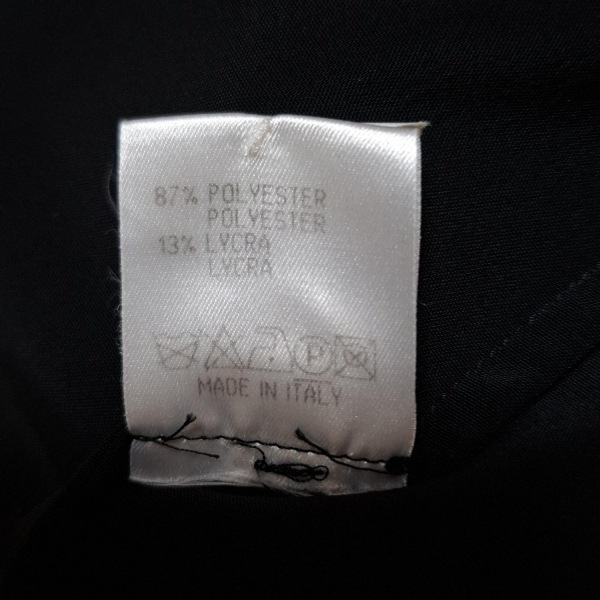 87% POLYESTER
POLYESTER
13% LYCRA
LYCRA
P
MADE IN ITALY